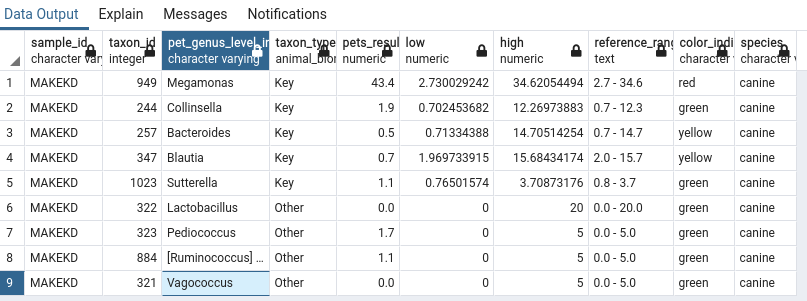 Data Output Explain Messages Notifications
sample_id taxon_id pet_genus_level_in taxon_type pets_resul low high reference_rang color_indi species
character vary integer character varying animal_bion numeric numeric numeric text character character v
1 MAKEKD 949 Megamonas Key 43.4 2.730029242 34.62054494 2.7 - 34.6 red canine
2 MAKEKD 244 Collinsella Key 1.9 0.702453682 12.26973883 0.7 - 12.3 green canine
3 MAKEKD 257 Bacteroides Key 0.5 0.71334388 14.70514254 0.7 - 14.7 yellow canine
4 MAKEKD 347 Blautia Key 0.7 1.969733915 15.68434174 2.0 - 15.7 yellow canine
5 MAKEKD 1023 Sutterella Key 1.1 0.76501574 3.70873176 0.8 - 3.7 green canine
6 MAKEKD 322 Lactobacillus Other 0.0 0 20 0.0 - 20.0 green canine
7 MAKEKD 323 Pediococcus Other 1.7 0 5 0.0 - 5.0 green canine
8 MAKEKD 884 [Ruminococcus] ... Other 1.1 0 5 0.0 - 5.0 green canine
9 MAKEKD 321 Vagococcus Other 0.0 0 5 0.0 - 5.0 green canine